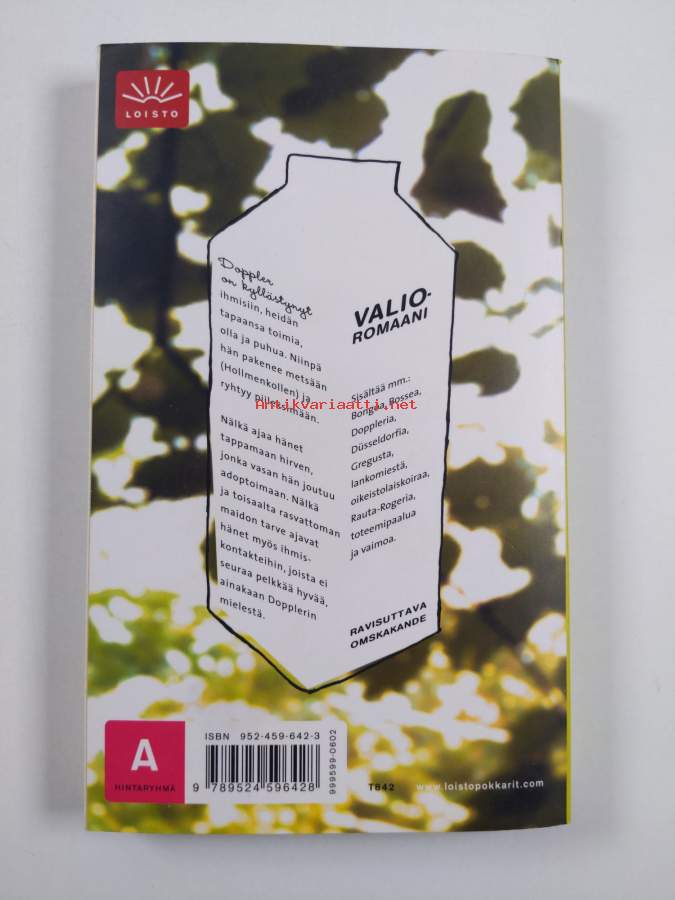 LOISTO
Doppler
on kyllästynyt
ihmisiin, heidän
tapaansa toimia,
olla ja puhua. Niinpä
hän pakenee metsään
(Hollmenkollen) ja
ryhtyy piilesimään.
Nälkä ajaa hänet
tappamaan hirven,
jonka vasan hän joutuu
adoptoimaan. Nälkä
ja toisaalta rasvattoman
maidon tarve ajavat
hänet myös ihmis-
kontakteihin, joista ei
seuraa pelkkää hyvää,
ainakaan Dopplerin
mielestä.
VALIO-
ROMAANI
Sisältää mm.:
Bongoa, Bossea,
Doppleria,
Düsseldorfia,
Gregusta,
lankomiestä,
oikeistolaiskoiraa,
Rauta-Rogeria,
toteemipaalua
ja vaimoa.
RAVISUTTAVA
OMSKAKANDE
Antikvariaatti.net
A
HINTARYHMÄ
ISBN 952-459-642-3
9 789524 596428
999599-0602
T842
www.loistopokkarit.com